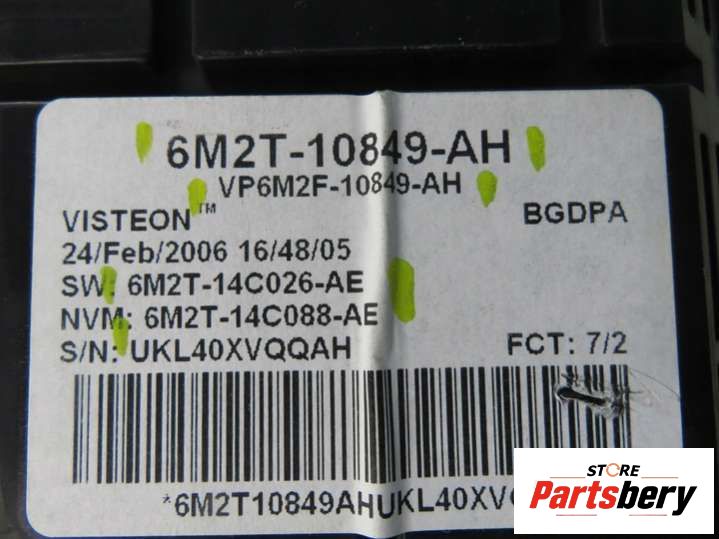 6M2T-10849-AH
VP6M2F-10849-AH
VISTEON™ BGDPA
24/Feb/2006 16/48/05
SW: 6M2T-14C026-AE
NVM: 6M2T-14C088-AE
S/N: UKL40XVQQAH FCT: 7/2
*6M2T10849AHUKL40XV
STORE
Partsbery